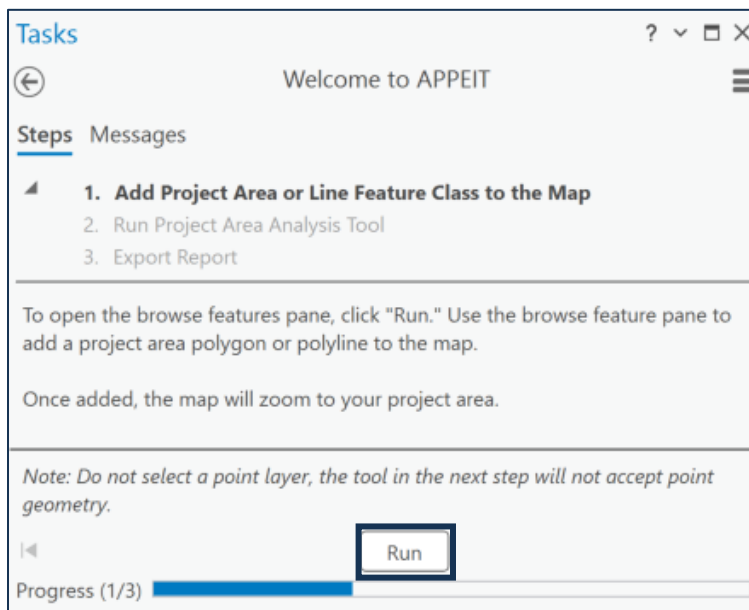 Tasks
?
Welcome to APPEIT
Steps Messages
1. Add Project Area or Line Feature Class to the Map
2. Run Project Area Analysis Tool
3. Export Report
To open the browse features pane, click "Run." Use the browse feature pane to
add a project area polygon or polyline to the map.
Once added, the map will zoom to your project area.
Note: Do not select a point layer, the tool in the next step will not accept point
geometry.
Run
Progress (1/3)